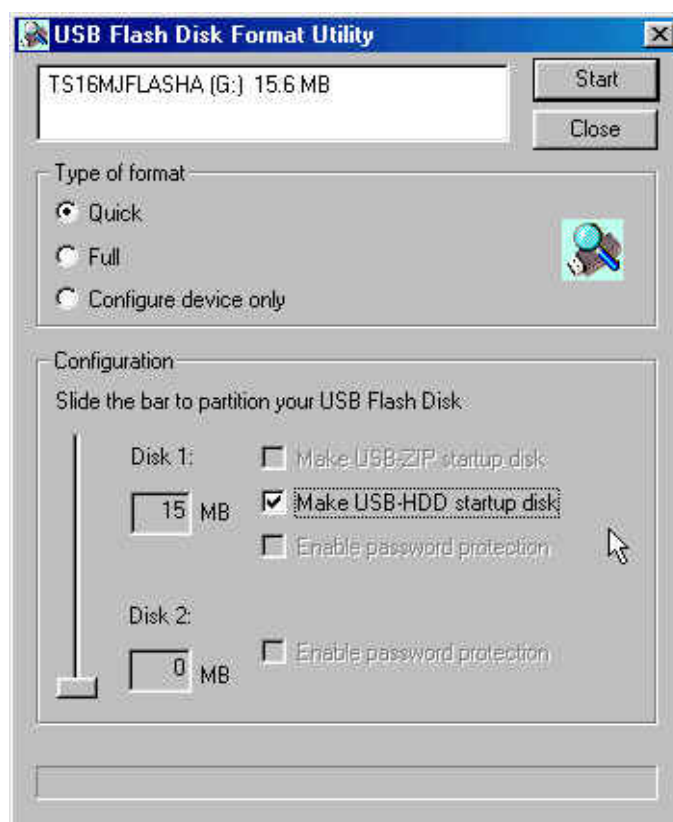 USB Flash Disk Format Utility
TS16MJFLASHA (G:) 15.6 MB
Start
Close
Type of format
Quick
Full
Configure device only
Configuration
Slide the bar to partition your USB Flash Disk
Disk 1:
Make USB-ZIP startup disk
15 MB
Make USB-HDD startup disk
Enable password protection
Disk 2:
0 MB
Enable password protection